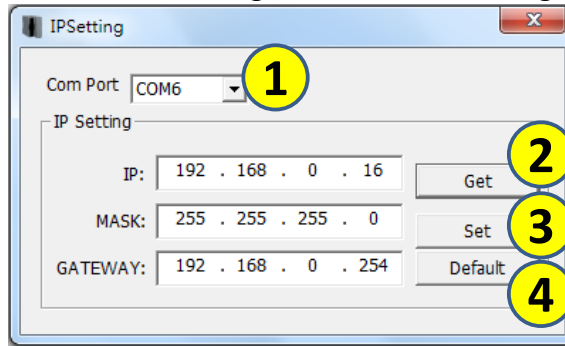 IPSetting
x
Com Port COM6 1
IP Setting
IP: 192 . 168 . 0 . 16 Get 2
MASK: 255 . 255 . 255 . 0 Set 3
GATEWAY: 192 . 168 . 0 . 254 Default 4